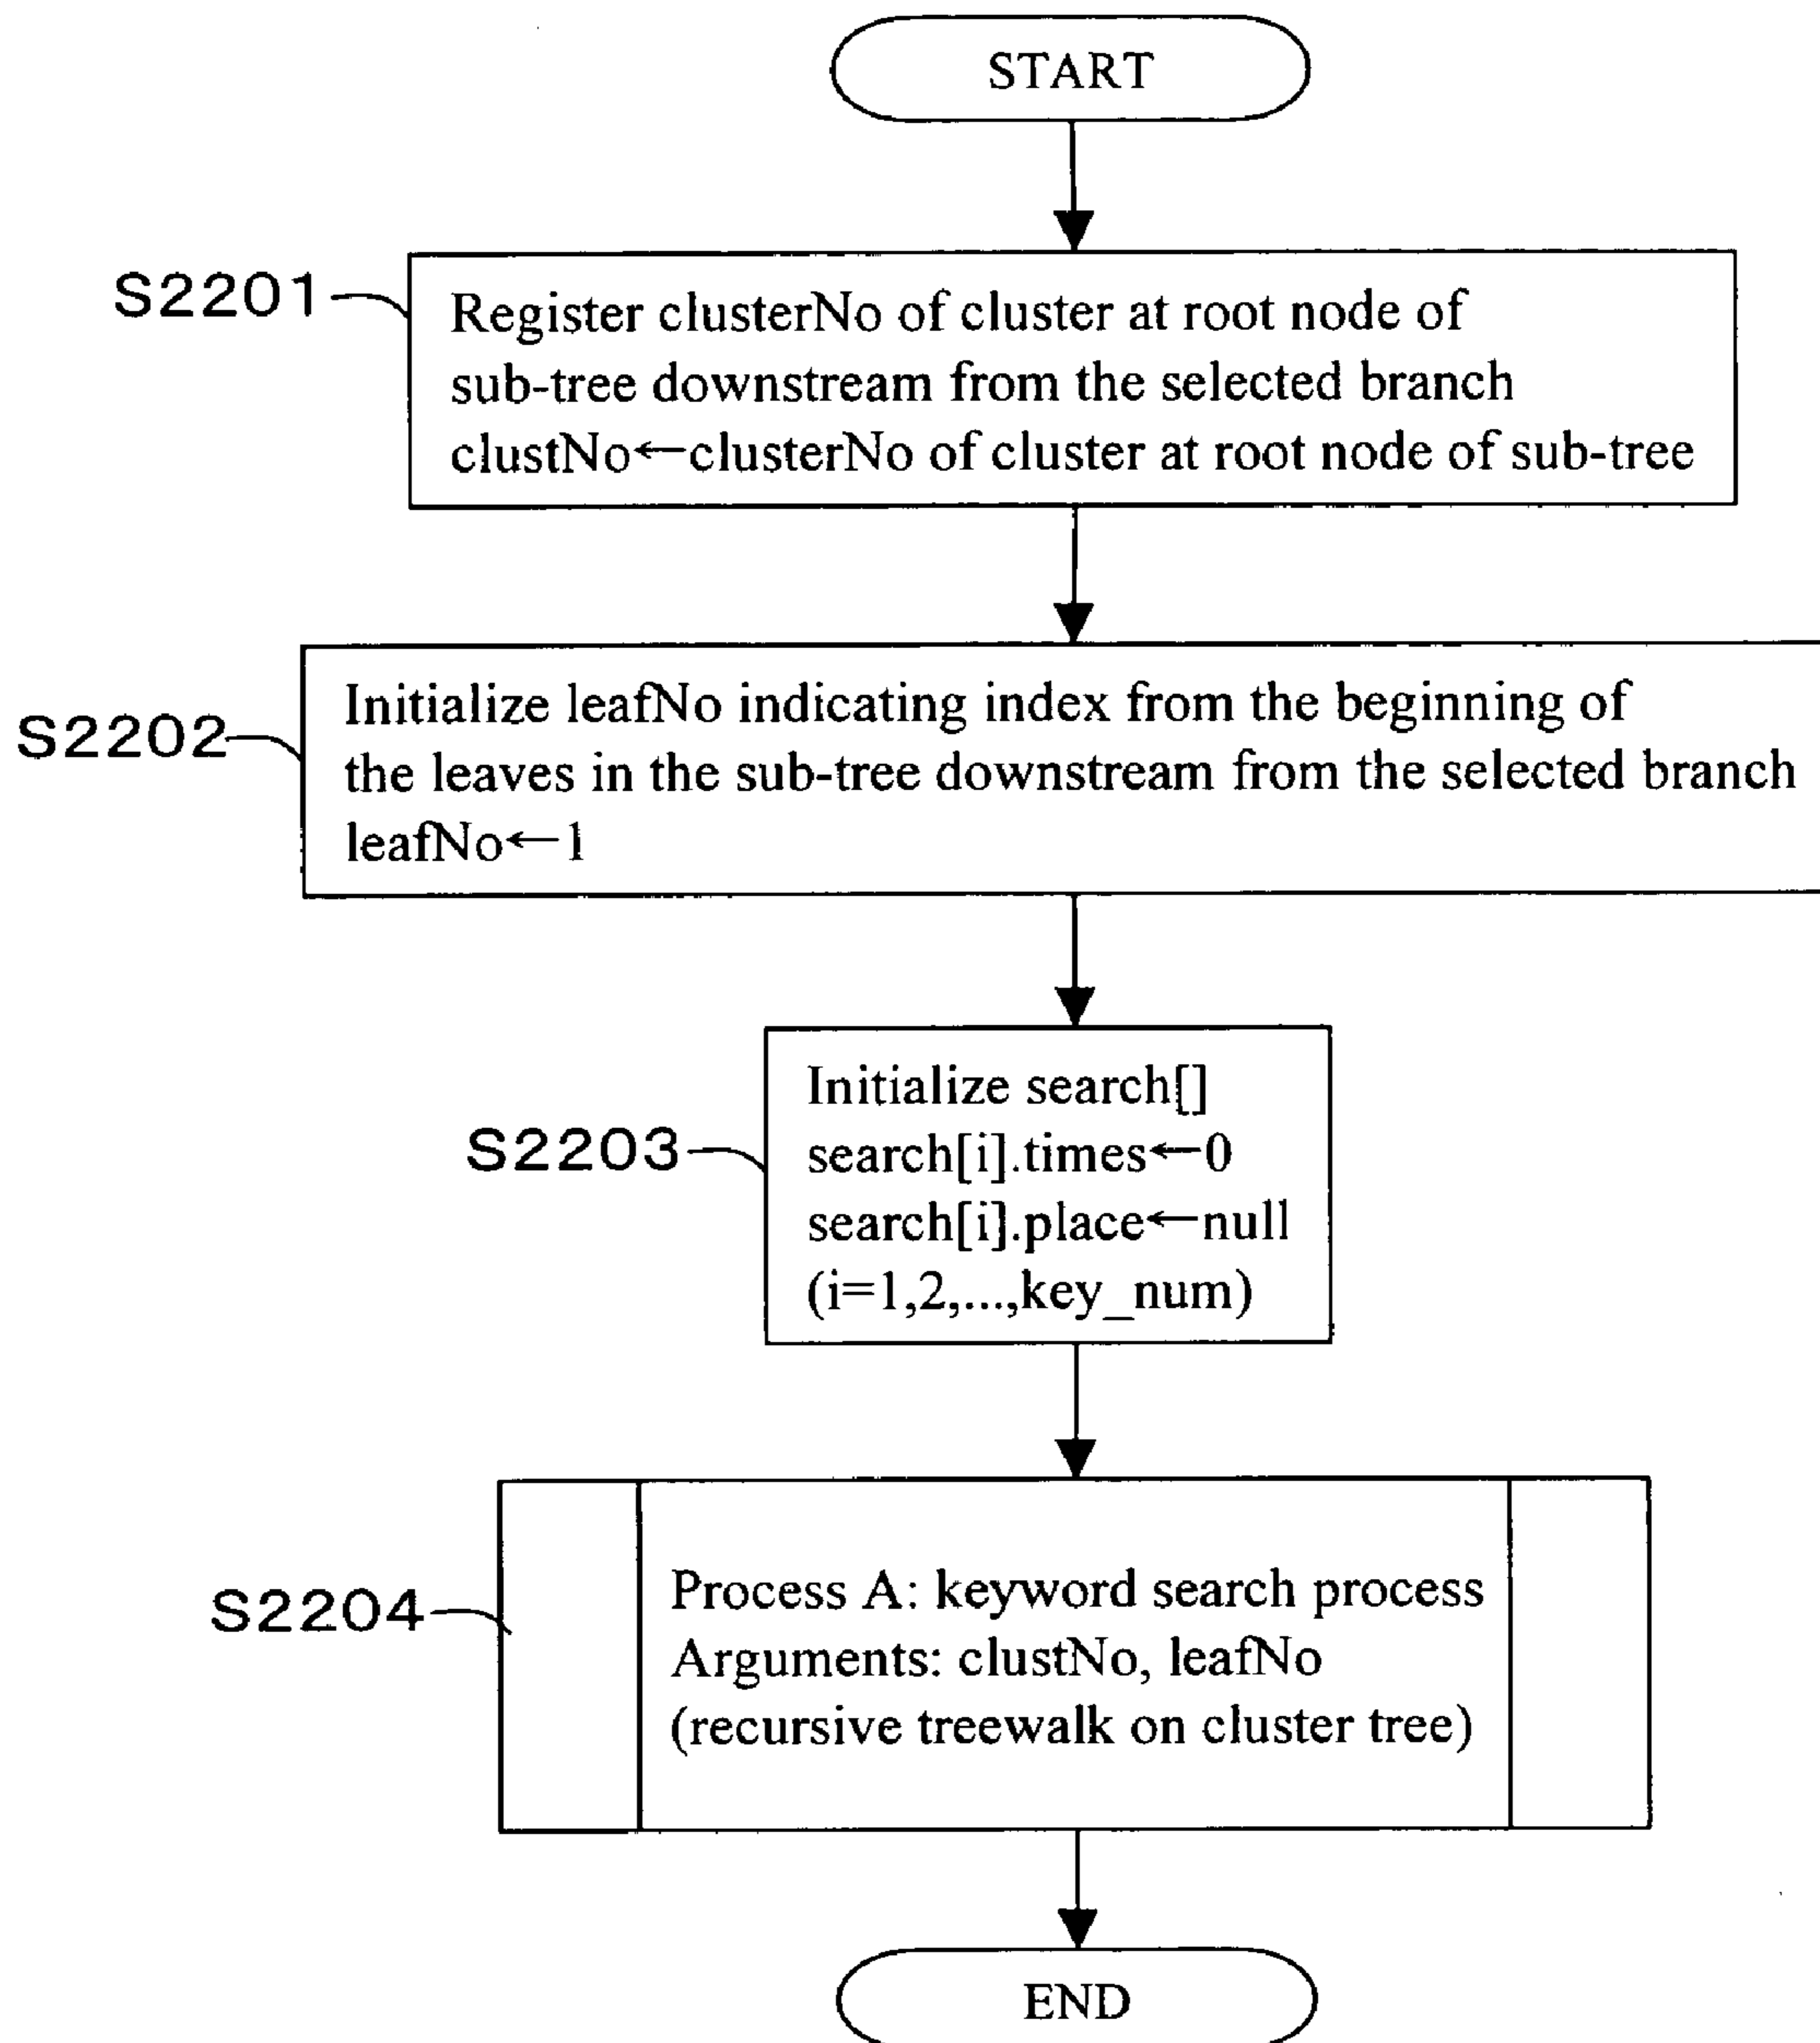 START
S2201
Register clusterNo of cluster at root node of
sub-tree downstream from the selected branch
clustNo←clusterNo of cluster at root node of sub-tree
S2202
Initialize leafNo indicating index from the beginning of
the leaves in the sub-tree downstream from the selected branch
leafNo←1
S2203
Initialize search[]
search[i].times←0
search[i].place←null
(i=1,2,...,key_num)
S2204
Process A: keyword search process
Arguments: clustNo, leafNo
(recursive treewalk on cluster tree)
END